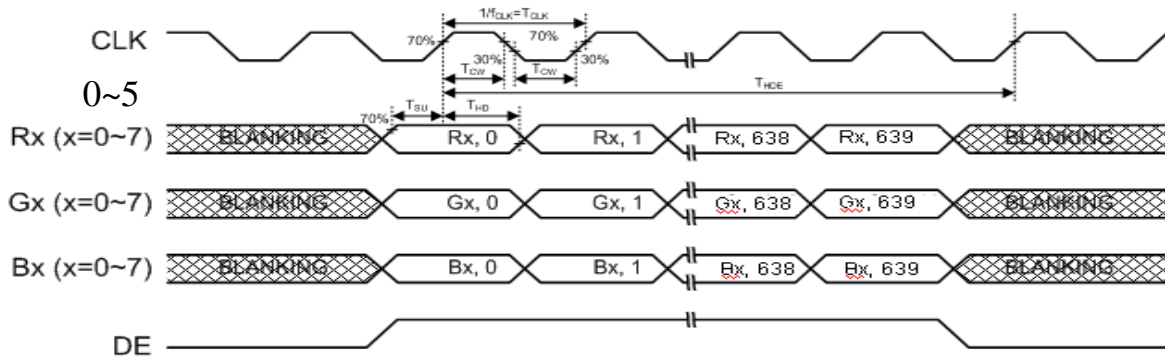 1/fCLK=TCLK
CLK 70% 70%
30% 30%
TCW TCW
THDE
0~5
TSU THD
70%
Rx (x=0~7) BLANKING Rx, 0 Rx, 1 Rx, 638 Rx, 639 BLANKING
Gx (x=0~7) BLANKING Gx, 0 Gx, 1 Gx, 638 Gx, 639 BLANKING
Bx (x=0~7) BLANKING Bx, 0 Bx, 1 Bx, 638 Bx, 639 BLANKING
DE